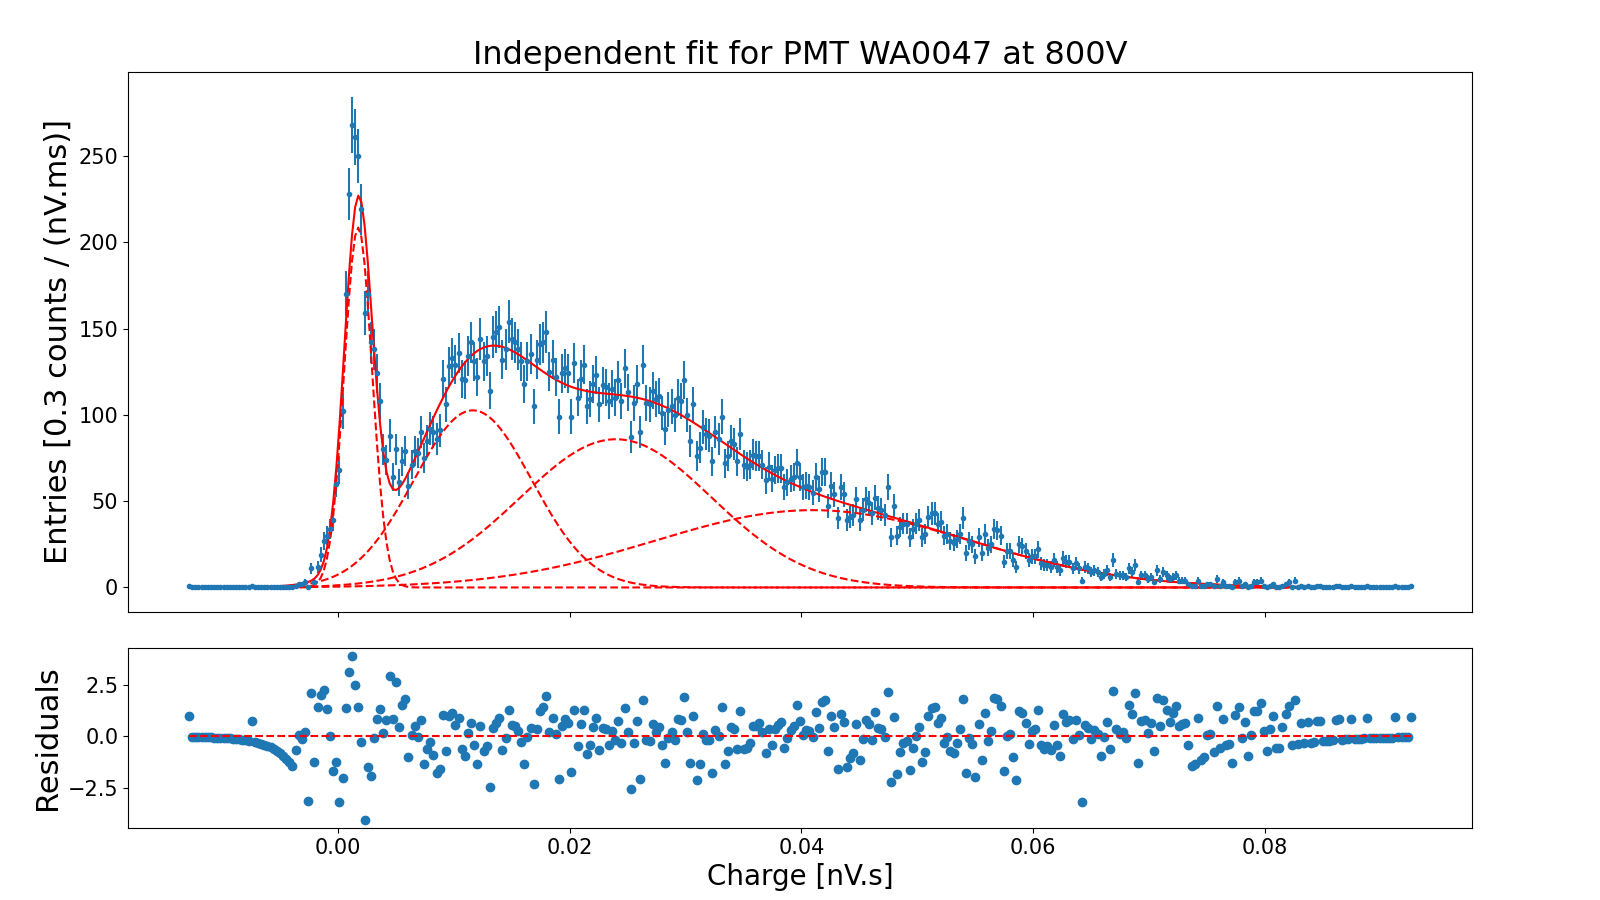 Independent fit for PMT WA0047 at 800V
Entries [0.3 counts / (nV.ms)]
250
200
150
100
50
0
Residuals
2.5
0.0
−2.5
0.00 0.02 0.04 0.06 0.08
Charge [nV.s]